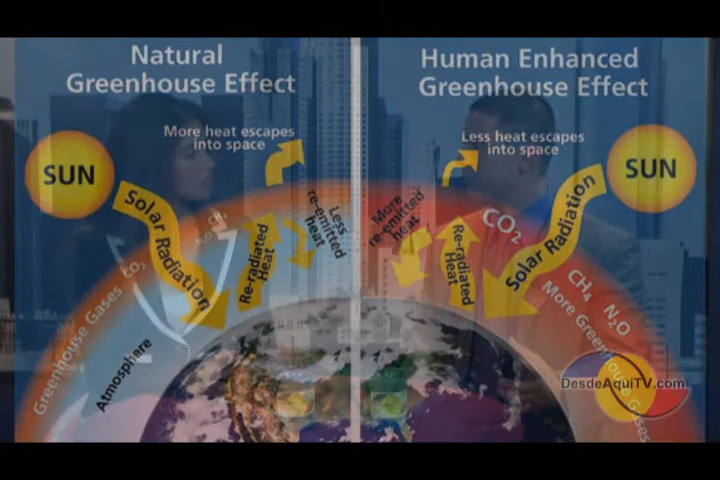 Natural
Greenhouse Effect
More heat escapes
into space
SUN
Solar Radiation
Re-radiated
Heat
Less
re-emitted
heat
CO2
Greenhouse Gases
Atmosphere
Human Enhanced
Greenhouse Effect
Less heat escapes
into space
SUN
Solar Radiation
More
re-emitted
heat
Re-radiated
Heat
CO2
CH4 N2O
More Greenhouse Gases
DesdeAquiTV.com